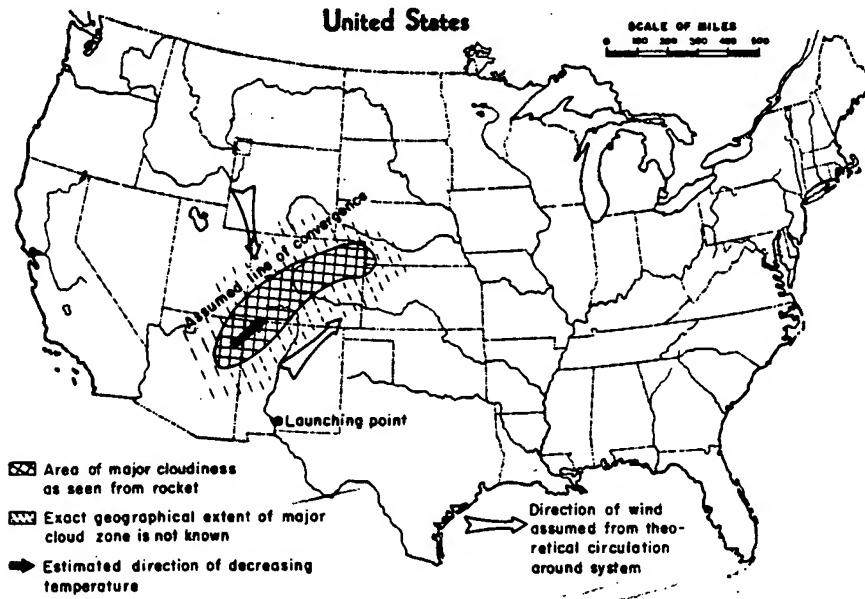 United States
SCALE OF MILES
0 100 200 300 400 500
Assumed line of convergence
Launching point
Area of major cloudiness
as seen from rocket
Exact geographical extent of major
cloud zone is not known
Estimated direction of decreasing
temperature
Direction of wind
assumed from theo-
retical circulation
around system